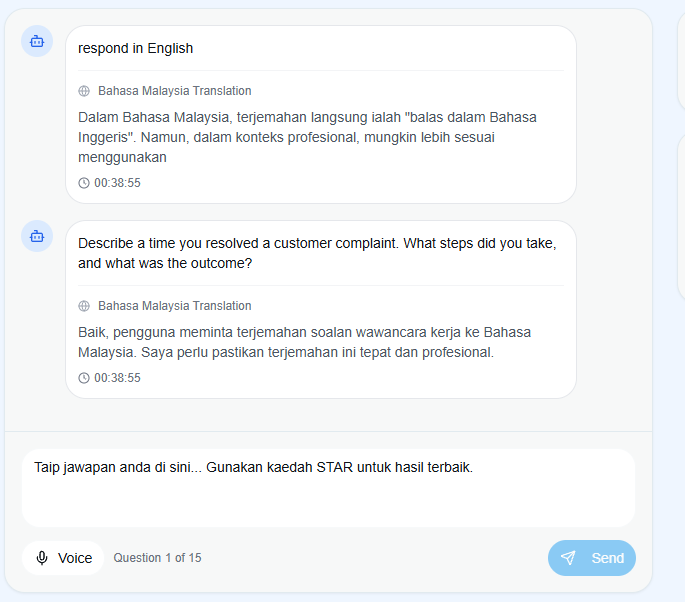 respond in English
Bahasa Malaysia Translation
Dalam Bahasa Malaysia, terjemahan langsung ialah "balas dalam Bahasa
Inggeris". Namun, dalam konteks profesional, mungkin lebih sesuai
menggunakan
00:38:55
Describe a time you resolved a customer complaint. What steps did you take,
and what was the outcome?
Bahasa Malaysia Translation
Baik, pengguna meminta terjemahan soalan wawancara kerja ke Bahasa
Malaysia. Saya perlu pastikan terjemahan ini tepat dan profesional.
00:38:55
Taip jawapan anda di sini... Gunakan kaedah STAR untuk hasil terbaik.
Voice
Question 1 of 15
Send